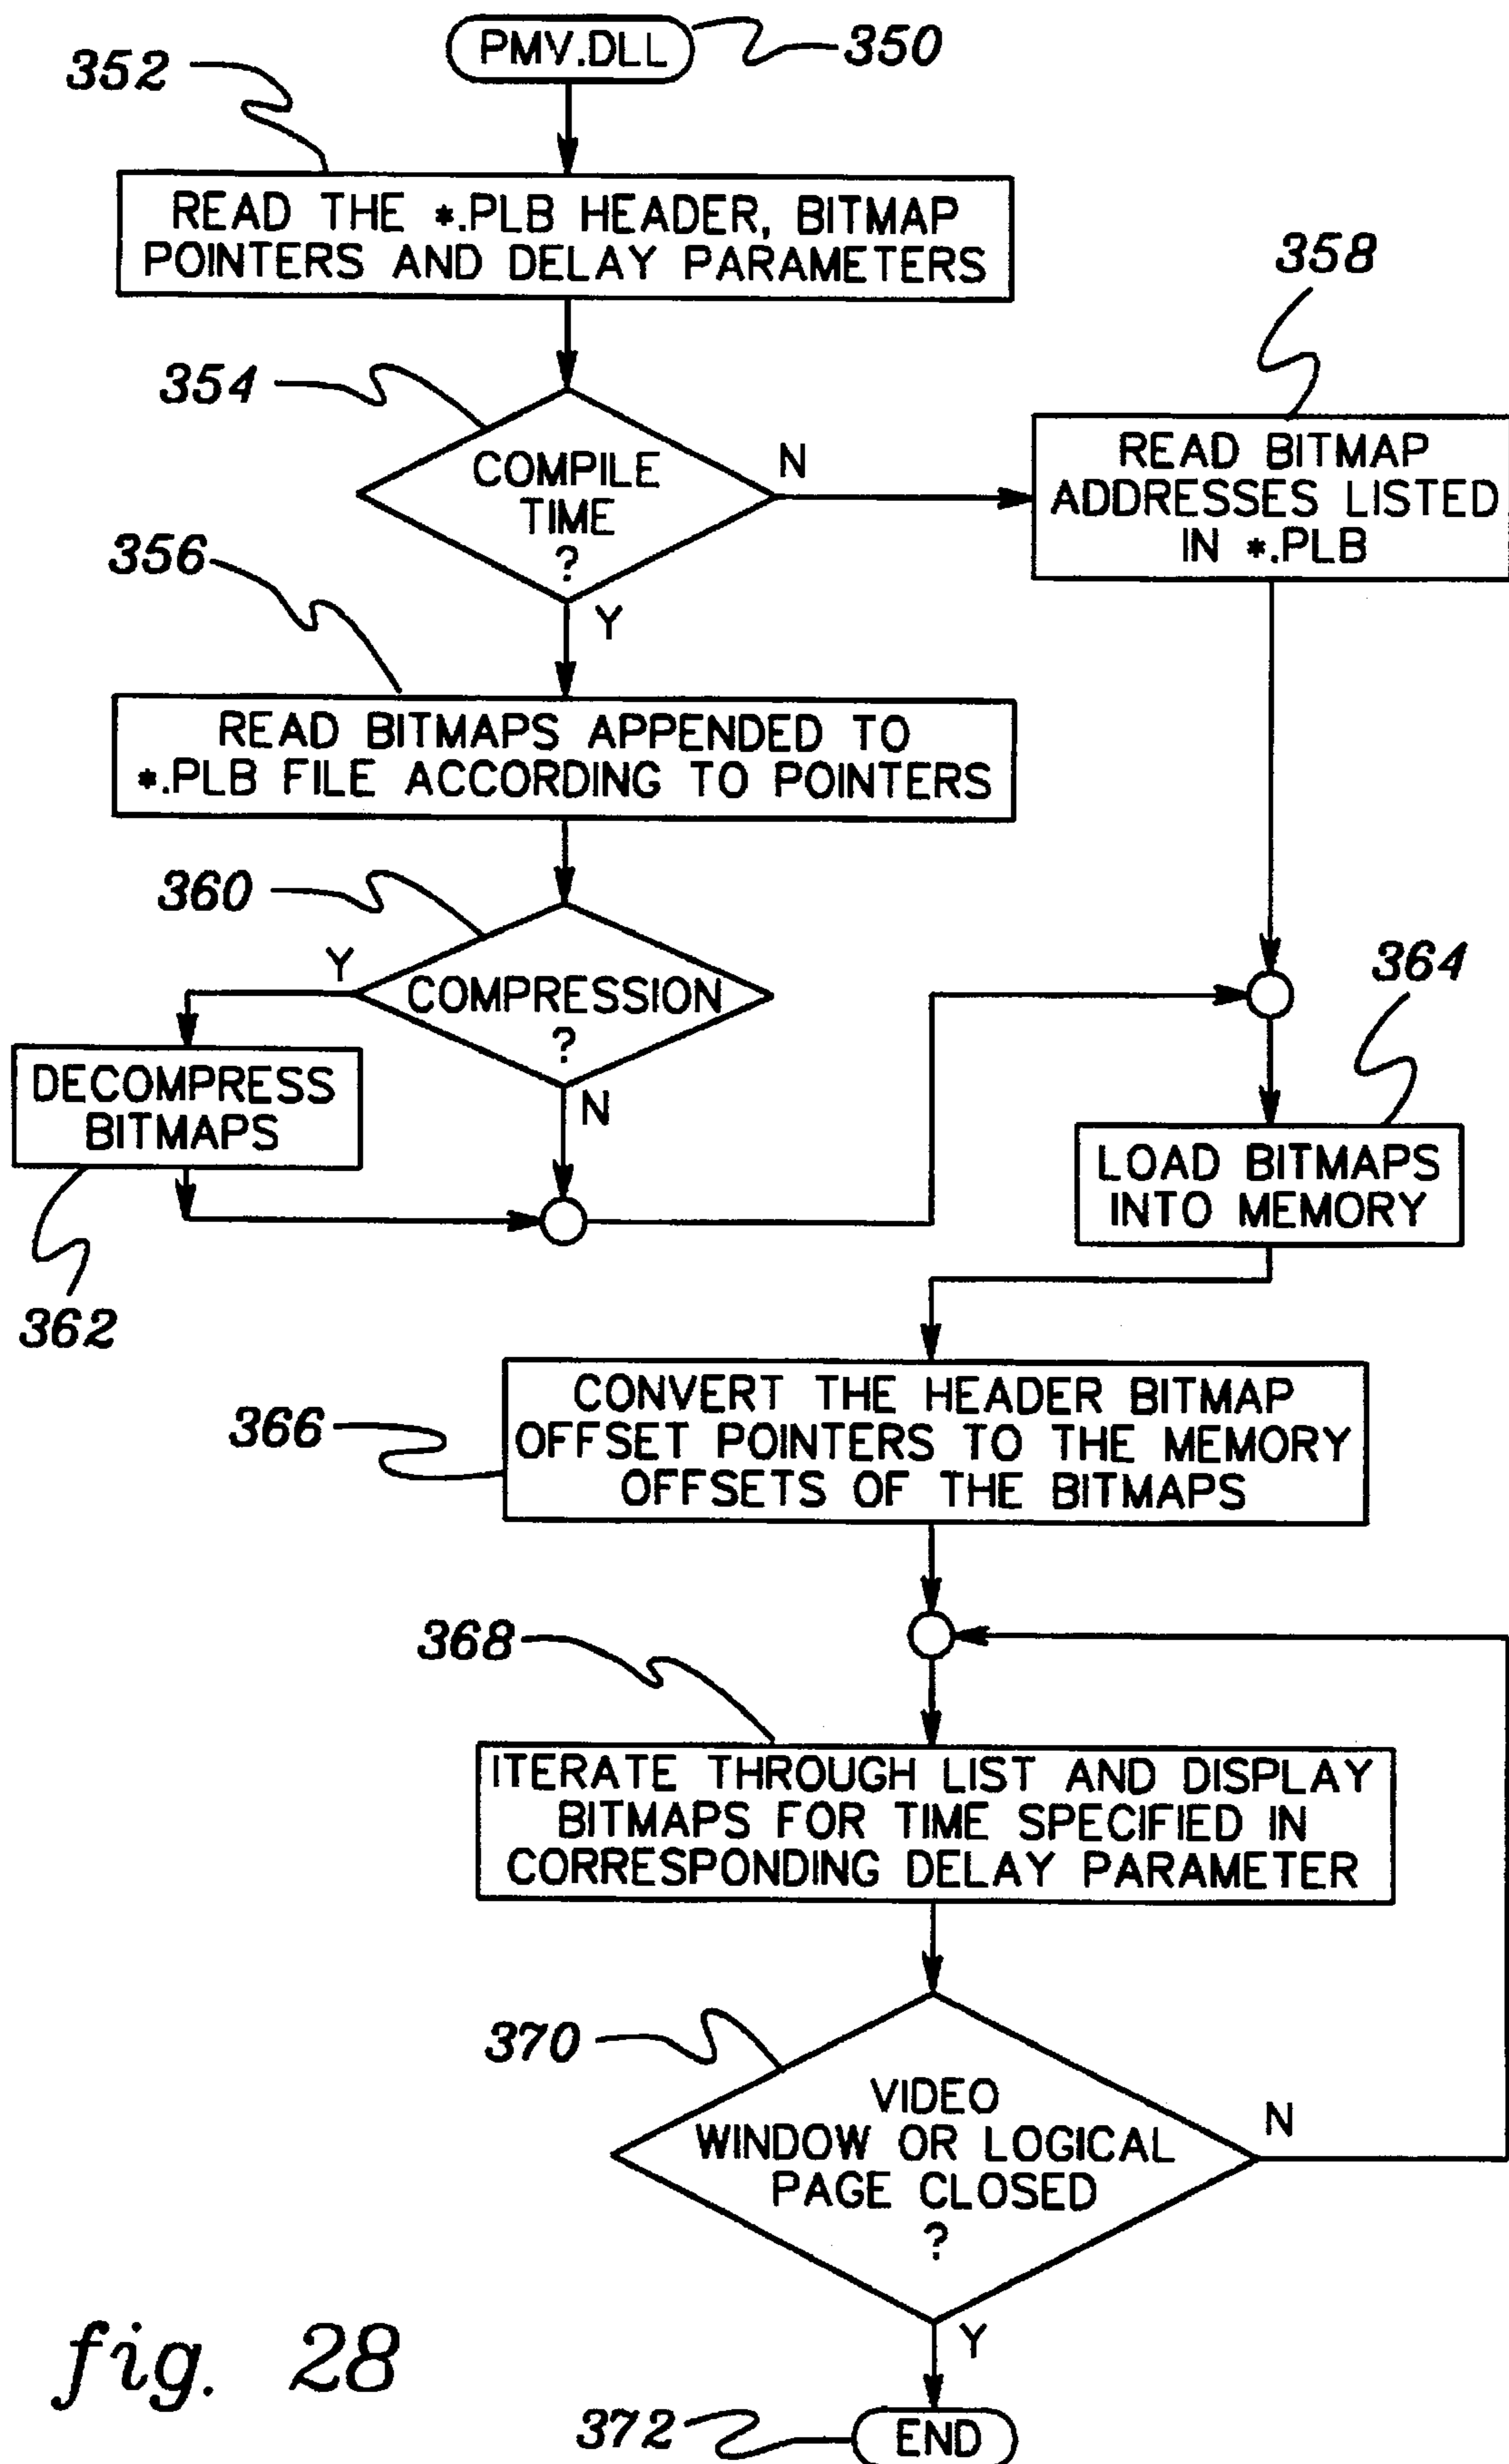 PMV.DLL
350
352
READ THE *.PLB HEADER, BITMAP
POINTERS AND DELAY PARAMETERS
354
COMPILE
TIME
?
N
Y
358
READ BITMAP
ADDRESSES LISTED
IN *.PLB
356
READ BITMAPS APPENDED TO
*.PLB FILE ACCORDING TO POINTERS
360
COMPRESSION
?
Y
N
DECOMPRESS
BITMAPS
362
364
LOAD BITMAPS
INTO MEMORY
366
CONVERT THE HEADER BITMAP
OFFSET POINTERS TO THE MEMORY
OFFSETS OF THE BITMAPS
368
ITERATE THROUGH LIST AND DISPLAY
BITMAPS FOR TIME SPECIFIED IN
CORRESPONDING DELAY PARAMETER
370
VIDEO
WINDOW OR LOGICAL
PAGE CLOSED
?
N
Y
372
END
fig. 28